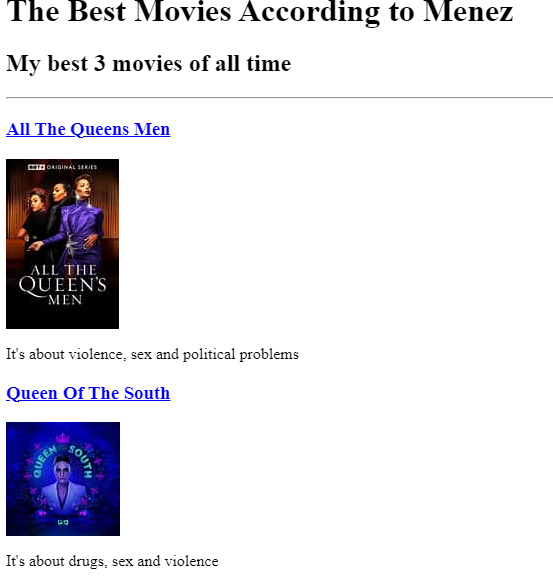 The Best Movies According to Menez
My best 3 movies of all time
All The Queens Men
BET+ ORIGINAL SERIES
ALL THE
QUEEN'S
MEN
It's about violence, sex and political problems
Queen Of The South
QUEEN OF THE SOUTH
usa
It's about drugs, sex and violence